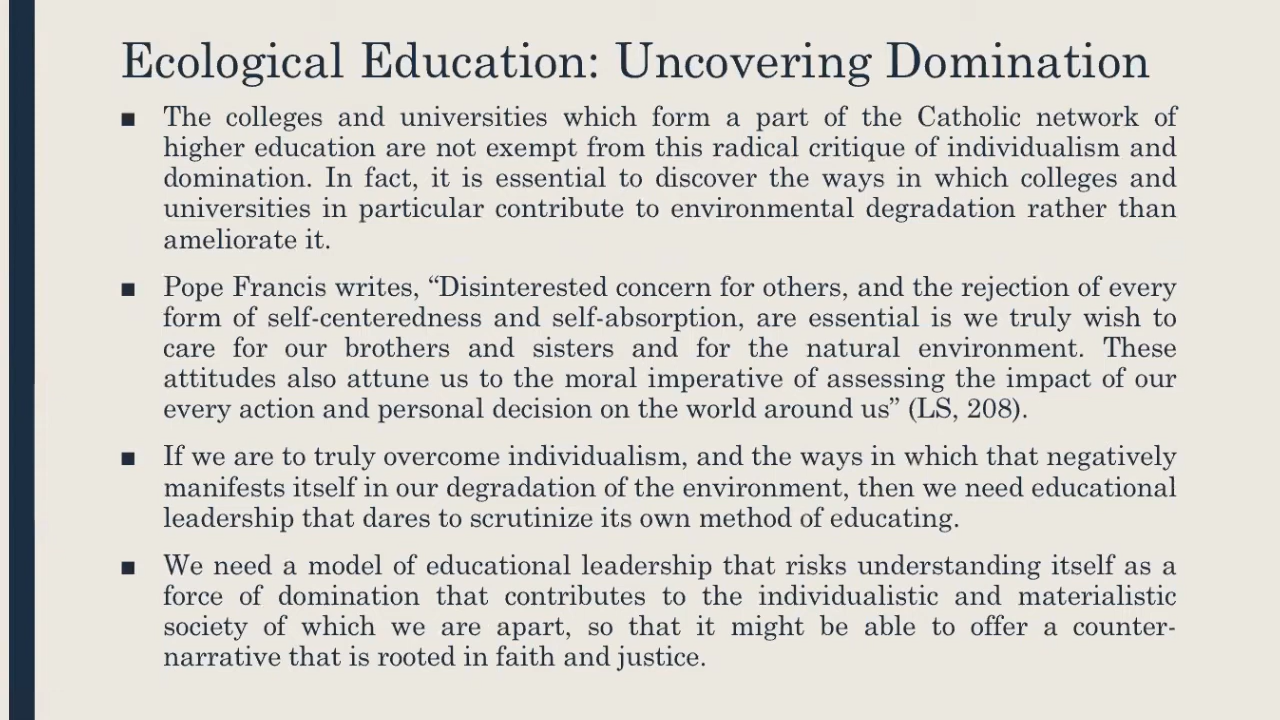 Ecological Education: Uncovering Domination
■ The colleges and universities which form a part of the Catholic network of
higher education are not exempt from this radical critique of individualism and
domination. In fact, it is essential to discover the ways in which colleges and
universities in particular contribute to environmental degradation rather than
ameliorate it.
■ Pope Francis writes, “Disinterested concern for others, and the rejection of every
form of self-centeredness and self-absorption, are essential is we truly wish to
care for our brothers and sisters and for the natural environment. These
attitudes also attune us to the moral imperative of assessing the impact of our
every action and personal decision on the world around us” (LS, 208).
■ If we are to truly overcome individualism, and the ways in which that negatively
manifests itself in our degradation of the environment, then we need educational
leadership that dares to scrutinize its own method of educating.
■ We need a model of educational leadership that risks understanding itself as a
force of domination that contributes to the individualistic and materialistic
society of which we are apart, so that it might be able to offer a counter-
narrative that is rooted in faith and justice.